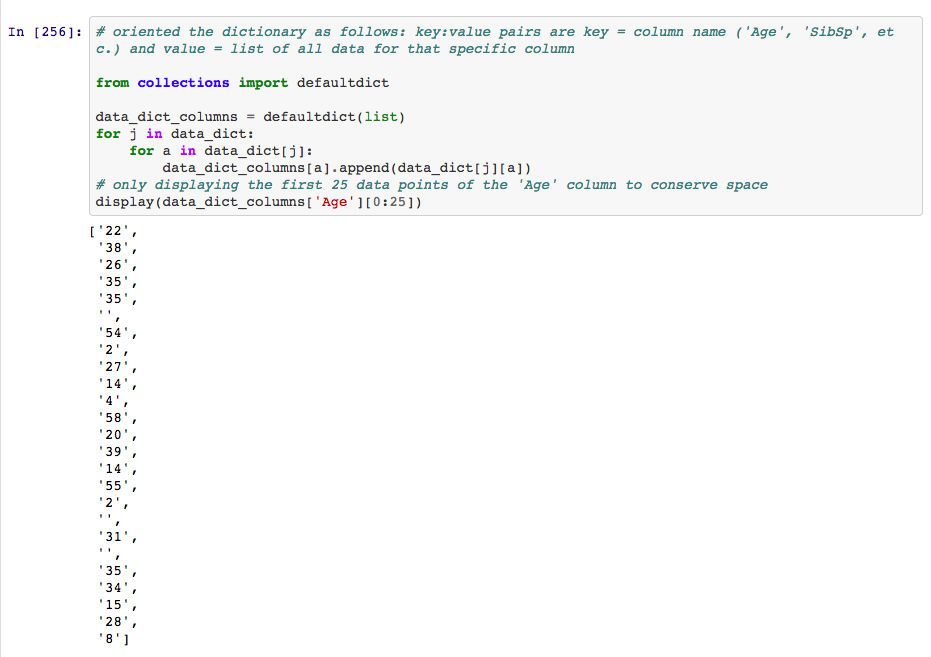 In [256]: # oriented the dictionary as follows: key:value pairs are key = column name ('Age', 'SibSp', et
c.) and value = list of all data for that specific column
from collections import defaultdict
data_dict_columns = defaultdict(list)
for j in data_dict:
    for a in data_dict[j]:
        data_dict_columns[a].append(data_dict[j][a])
# only displaying the first 25 data points of the 'Age' column to conserve space
display(data_dict_columns['Age'][0:25])
['22',
 '38',
 '26',
 '35',
 '35',
 '',
 '54',
 '2',
 '27',
 '14',
 '4',
 '58',
 '20',
 '39',
 '14',
 '55',
 '2',
 '',
 '31',
 '',
 '35',
 '34',
 '15',
 '28',
 '8']